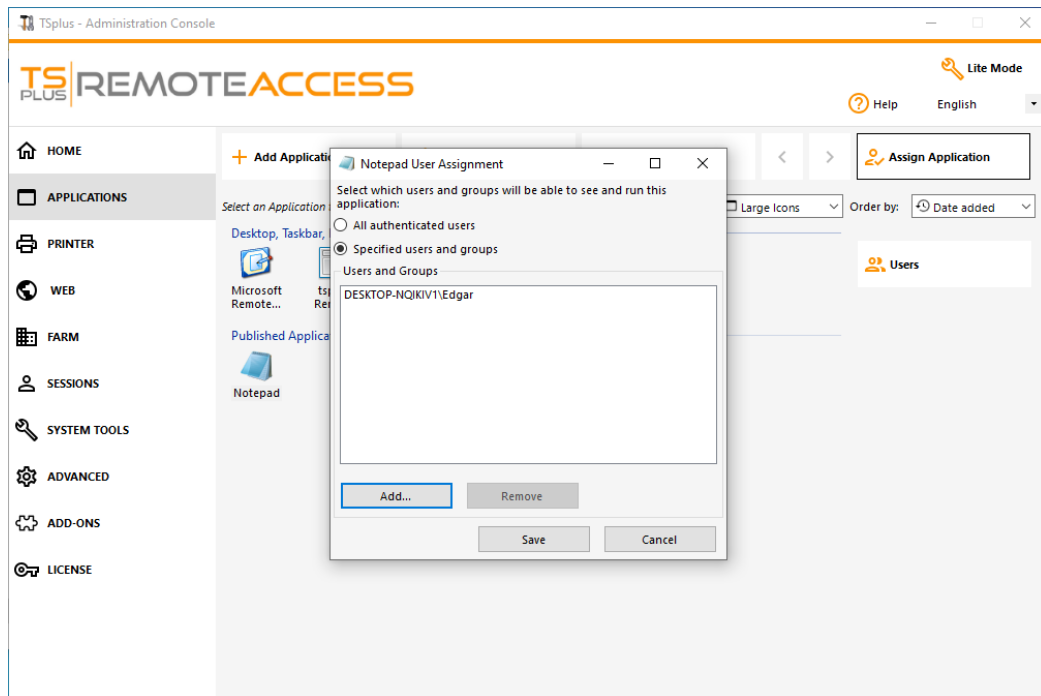 TSplus - Administration Console
TS PLUS REMOTEACCESS
Lite Mode
Help
English
HOME
APPLICATIONS
PRINTER
WEB
FARM
SESSIONS
SYSTEM TOOLS
ADVANCED
ADD-ONS
LICENSE
Add
Assign Application
Select an Application
Large Icons
Order by:
Date added
Desktop, Taskbar,
Microsoft
Remote...
Users
Published
Notepad
Notepad User Assignment
Select which users and groups will be able to see and run this
application:
All authenticated users
Specified users and groups
Users and Groups
DESKTOP-NQIKIV1\Edgar
Add...
Remove
Save
Cancel